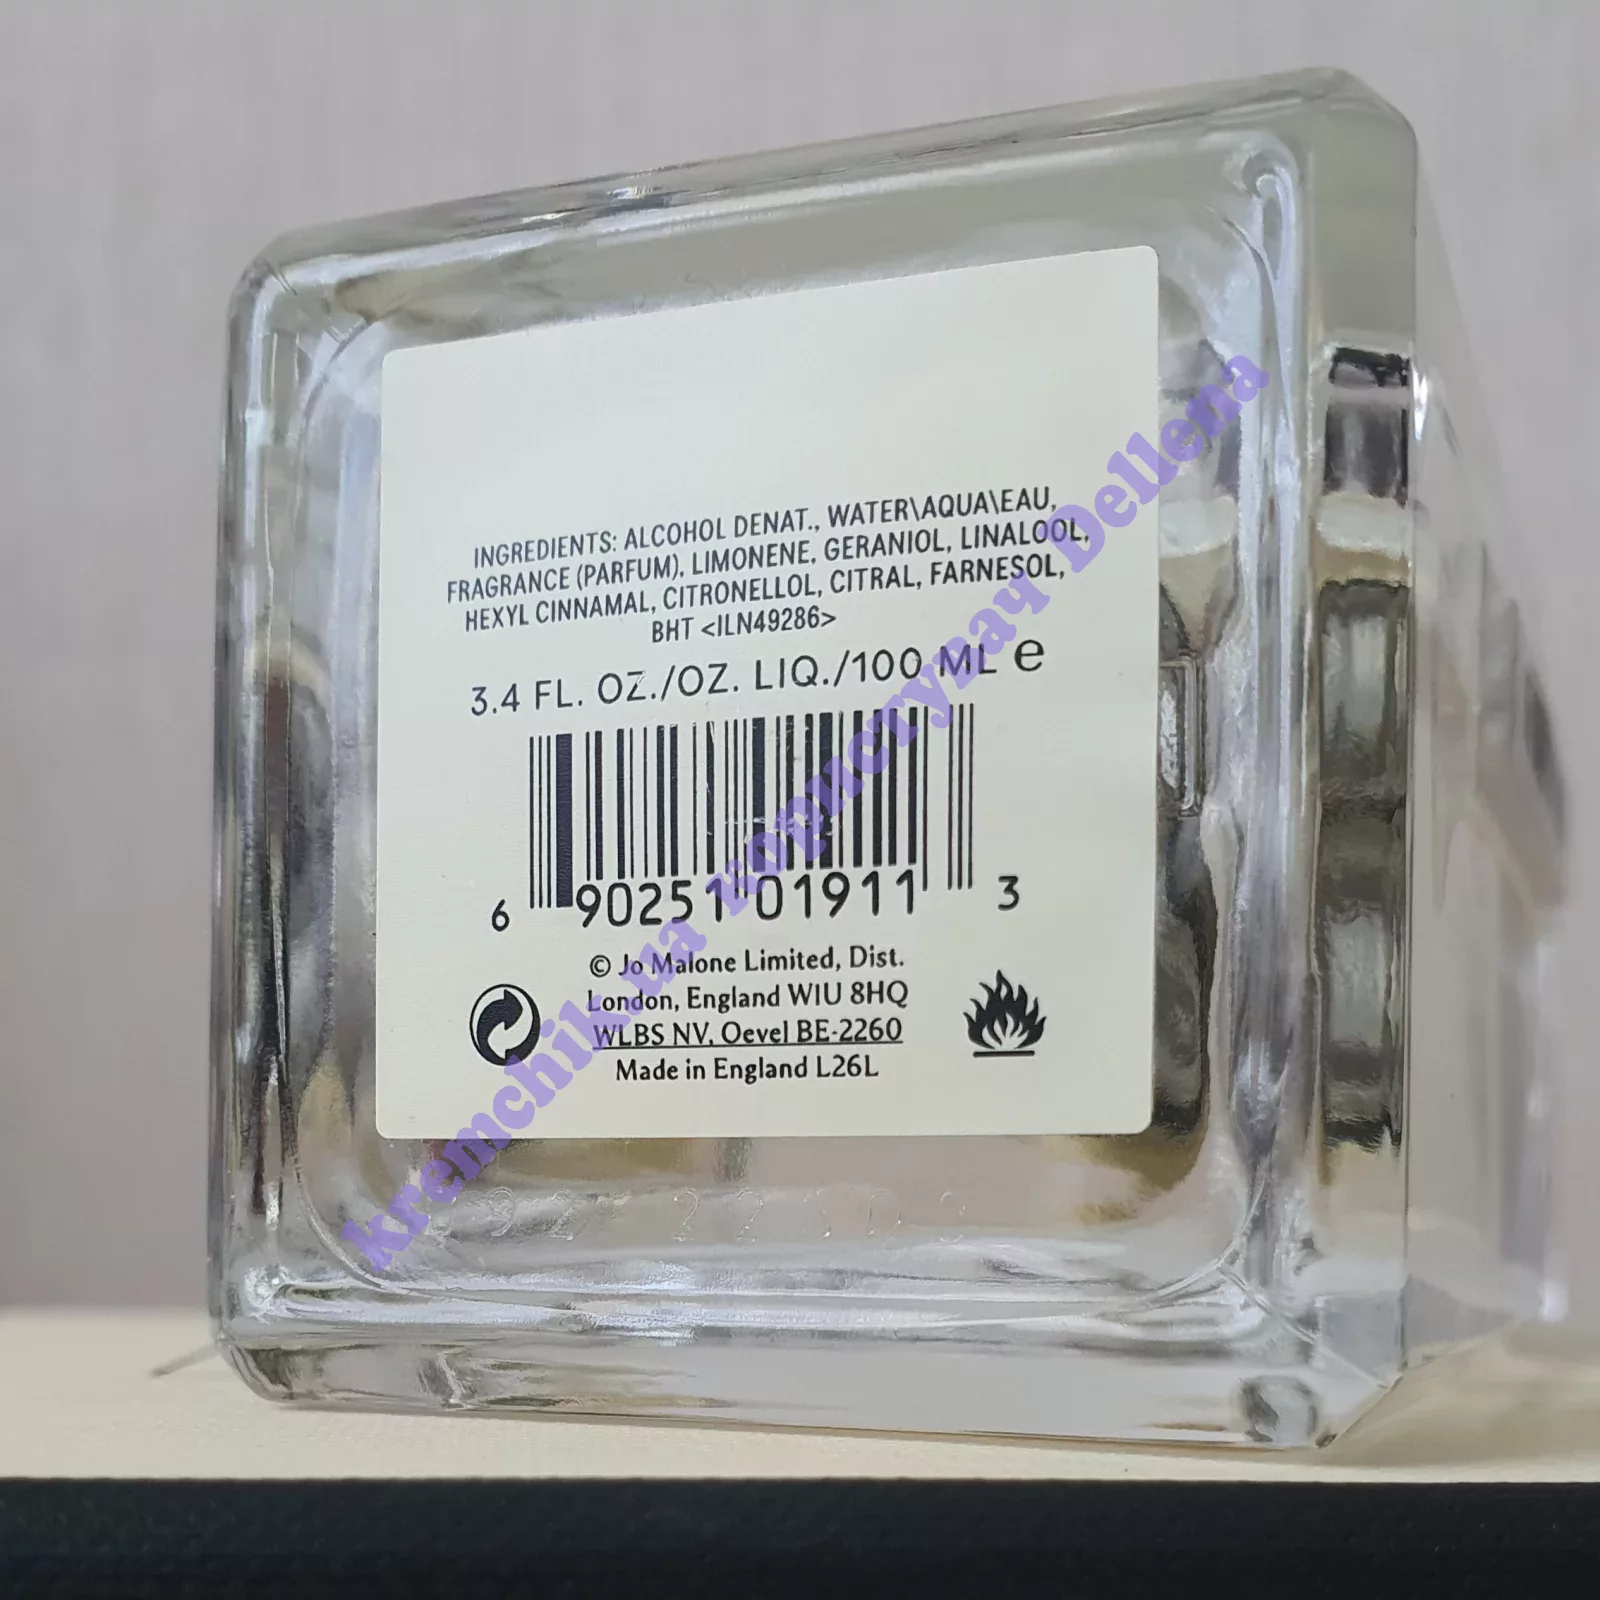 INGREDIENTS: ALCOHOL DENAT., WATER\AQUA\EAU,
FRAGRANCE (PARFUM), LIMONENE, GERANIOL, LINALOOL,
HEXYL CINNAMAL, CITRONELLOL, CITRAL, FARNESOL,
BHT <ILN49286>
3.4 FL. OZ./OZ. LIQ./100 ML e
6 90251 01911 3
© Jo Malone Limited, Dist.
London, England WIU 8HQ
WLBS NV, Oevel BE-2260
Made in England L26L
kremchik.ua користувач Dellena